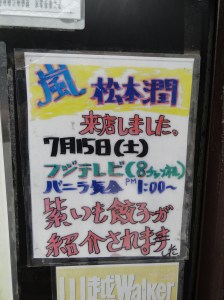 嵐 松本潤
来店しました。
7月15日(土)
フジテレビ(8チャンネル)
バニラ気分 PM1:00〜
紫いも餃子が
紹介されました
川越Walker